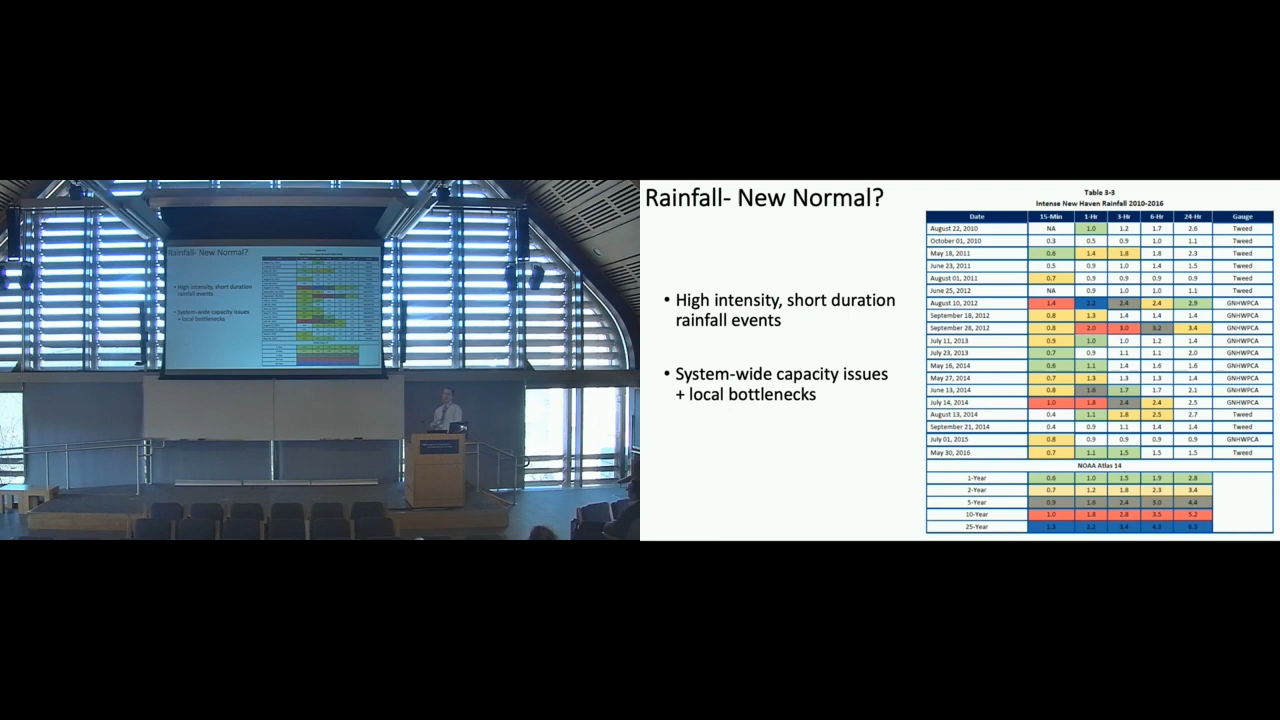 Rainfall- New Normal?
• High intensity, short duration
rainfall events
• System-wide capacity issues
+ local bottlenecks
Rainfall- New Normal?
• High intensity, short duration
rainfall events
• System-wide capacity issues
+ local bottlenecks
Table 3-3
Intense New Haven Rainfall 2010-2016
Date 15-Min 1-Hr 3-Hr 6-Hr 24-Hr Gauge
August 22, 2010 NA 1.0 1.2 1.7 2.6 Tweed
October 01, 2010 0.3 0.5 0.9 1.0 1.1 Tweed
May 18, 2011 0.6 1.4 1.8 1.8 2.3 Tweed
June 23, 2011 0.5 0.9 1.0 1.4 1.5 Tweed
August 01, 2011 0.7 0.9 0.9 0.9 0.9 Tweed
June 25, 2012 NA 0.9 1.0 1.0 1.1 Tweed
August 10, 2012 1.4 2.2 2.4 2.4 2.9 GNHWPCA
September 18, 2012 0.8 1.3 1.4 1.4 1.4 GNHWPCA
September 28, 2012 0.8 2.0 3.0 3.2 3.4 GNHWPCA
July 11, 2013 0.9 1.0 1.0 1.2 1.4 GNHWPCA
July 23, 2013 0.7 0.9 1.1 1.1 2.0 GNHWPCA
May 16, 2014 0.6 1.1 1.4 1.6 1.6 GNHWPCA
May 27, 2014 0.7 1.3 1.3 1.3 1.4 GNHWPCA
June 13, 2014 0.8 1.6 1.7 1.7 2.1 GNHWPCA
July 14, 2014 1.0 1.8 2.4 2.4 2.5 GNHWPCA
August 13, 2014 0.4 1.1 1.8 2.5 2.7 Tweed
September 21, 2014 0.4 0.9 1.1 1.4 1.4 Tweed
July 01, 2015 0.8 0.9 0.9 0.9 0.9 GNHWPCA
May 30, 2016 0.7 1.1 1.5 1.5 1.5 Tweed
NOAA Atlas 14
1-Year 0.6 1.0 1.5 1.9 2.8
2-Year 0.7 1.2 1.8 2.3 3.4
5-Year 0.9 1.6 2.4 3.0 4.4
10-Year 1.0 1.8 2.8 3.5 5.2
25-Year 1.3 2.2 3.4 4.3 6.3